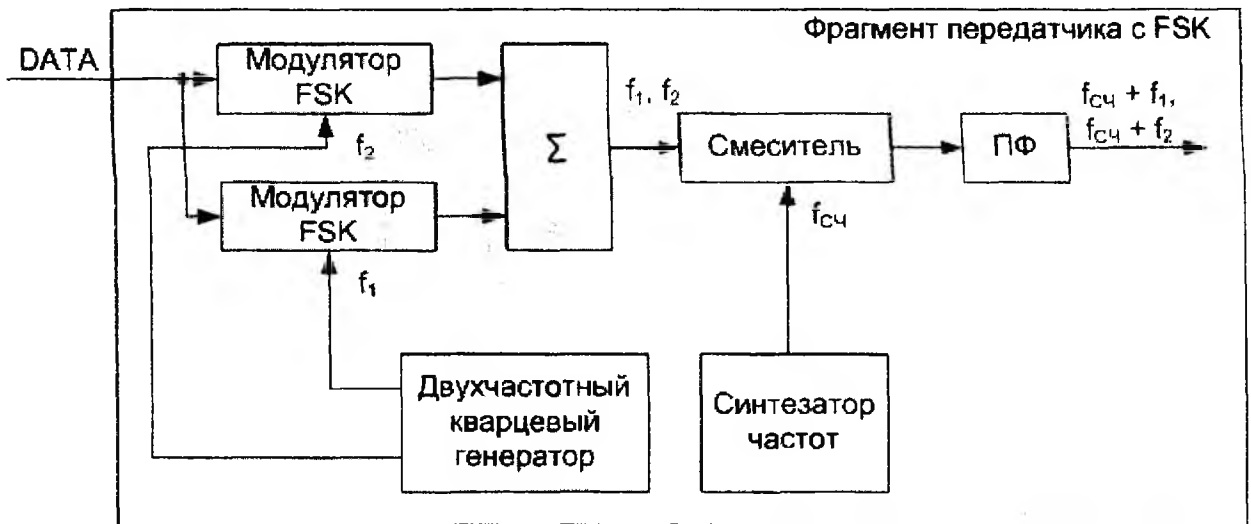 Фрагмент передатчика с FSK
DATA
Модулятор
FSK
f₂
Модулятор
FSK
f₁
Σ
f₁, f₂
Смеситель
fСЧ
ПФ
fСЧ + f₁,
fСЧ + f₂
Двухчастотный
кварцевый
генератор
Синтезатор
частот